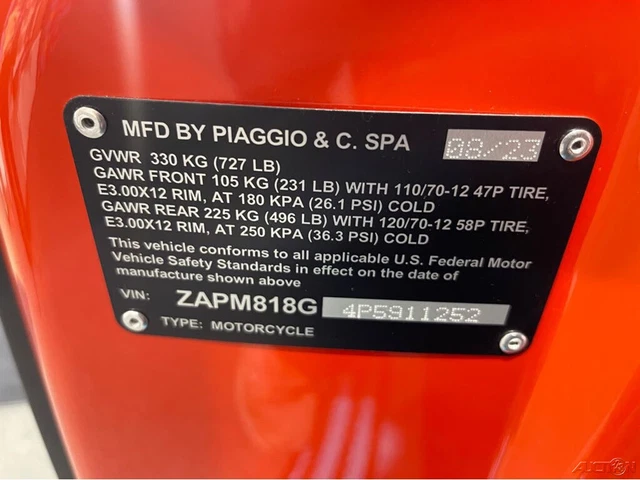 MFD BY PIAGGIO & C. SPA 08/23
GVWR 330 KG (727 LB)
GAWR FRONT 105 KG (231 LB) WITH 110/70-12 47P TIRE,
E3.00X12 RIM, AT 180 KPA (26.1 PSI) COLD
GAWR REAR 225 KG (496 LB) WITH 120/70-12 58P TIRE,
E3.00X12 RIM, AT 250 KPA (36.3 PSI) COLD
This vehicle conforms to all applicable U.S. Federal Motor
Vehicle Safety Standards in effect on the date of
manufacture shown above
VIN: ZAPM818G 4P5911252
TYPE: MOTORCYCLE
AUCTION